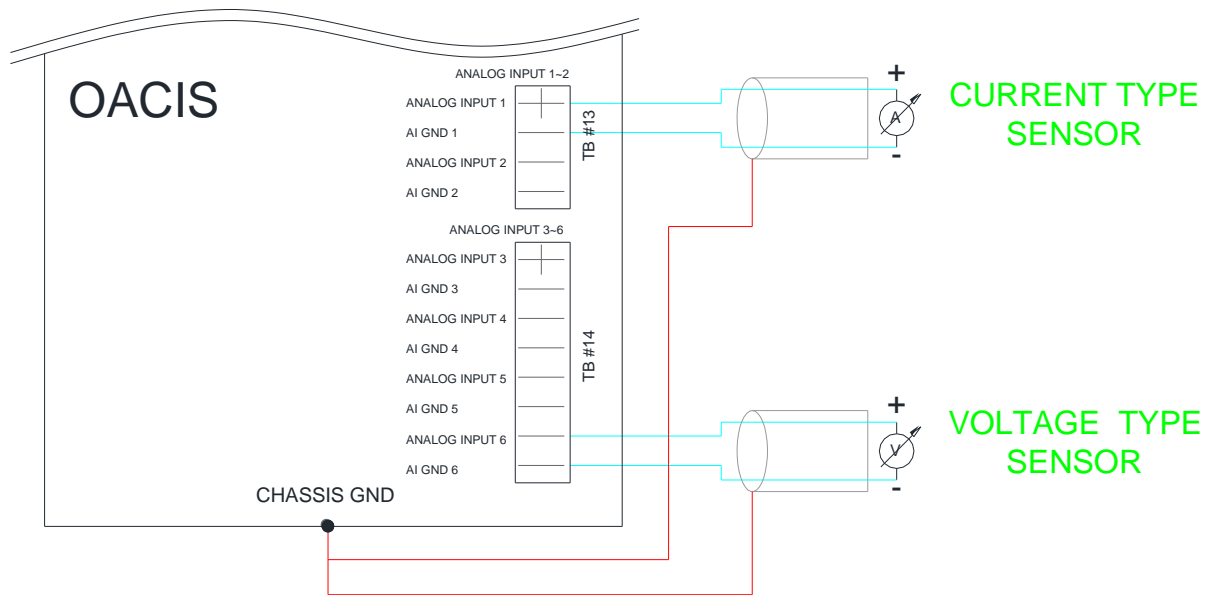 OACIS
ANALOG INPUT 1~2
ANALOG INPUT 1
AI GND 1
ANALOG INPUT 2
AI GND 2
TB #13
ANALOG INPUT 3~6
ANALOG INPUT 3
AI GND 3
ANALOG INPUT 4
AI GND 4
ANALOG INPUT 5
AI GND 5
ANALOG INPUT 6
AI GND 6
TB #14
CHASSIS GND
+
A
-
CURRENT TYPE
SENSOR
+
V
-
VOLTAGE TYPE
SENSOR